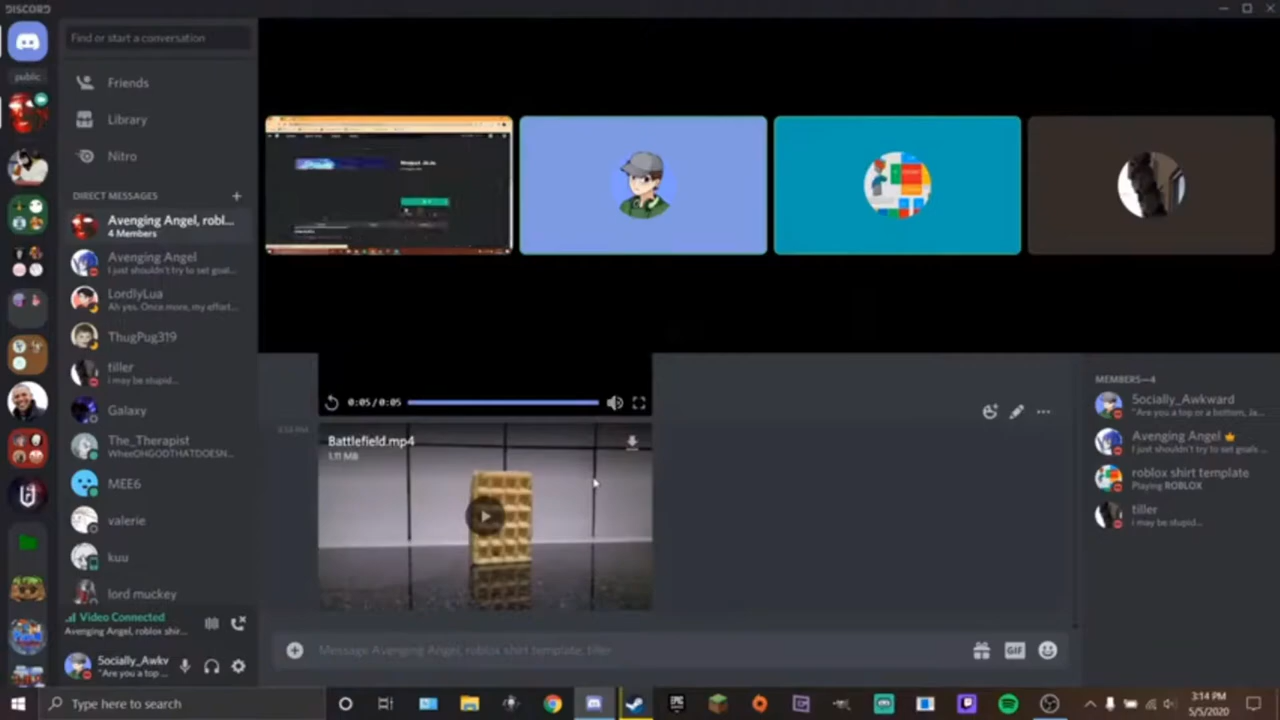 DISCORD
public
Find or start a conversation
Friends
Library
Nitro
DIRECT MESSAGES
Avenging Angel, robl...
4 Members
Avenging Angel
I just shouldn't try to set goal...
LordlyLua
Ah yes. Once more, my effort...
ThugPug319
tiller
i may be stupid...
Galaxy
The_Therapist
WheeOHGODTHATDOESN...
MEE6
valerie
kuu
lord muckey
Video Connected
Avenging Angel, roblox shir...
5ocially_Awkv
"Are you a top ...
0:05/0:05
Battlefield.mp4
1.11 MB
Message Avenging Angel, roblox shirt template, tiller
GIF
MEMBERS—4
5ocially_Awkward
"Are you a top or a bottom, Ja...
Avenging Angel
I just shouldn't try to set goals ...
roblox shirt template
Playing ROBLOX
tiller
i may be stupid...
Type here to search
EPIC
3:14 PM
5/5/2020